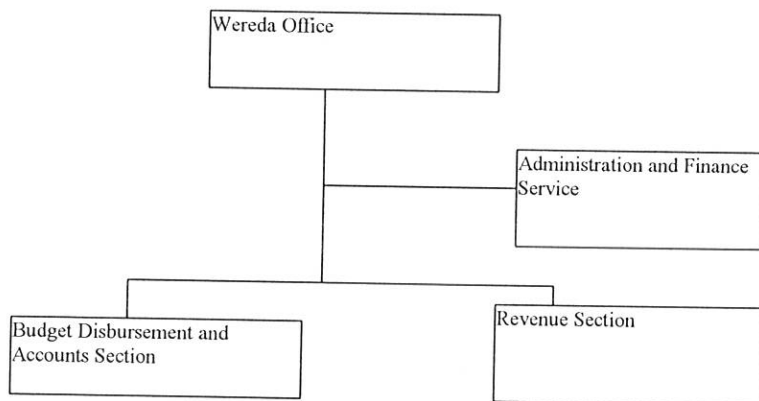 Wereda Office
Administration and Finance
Service
Budget Disbursement and
Accounts Section
Revenue Section